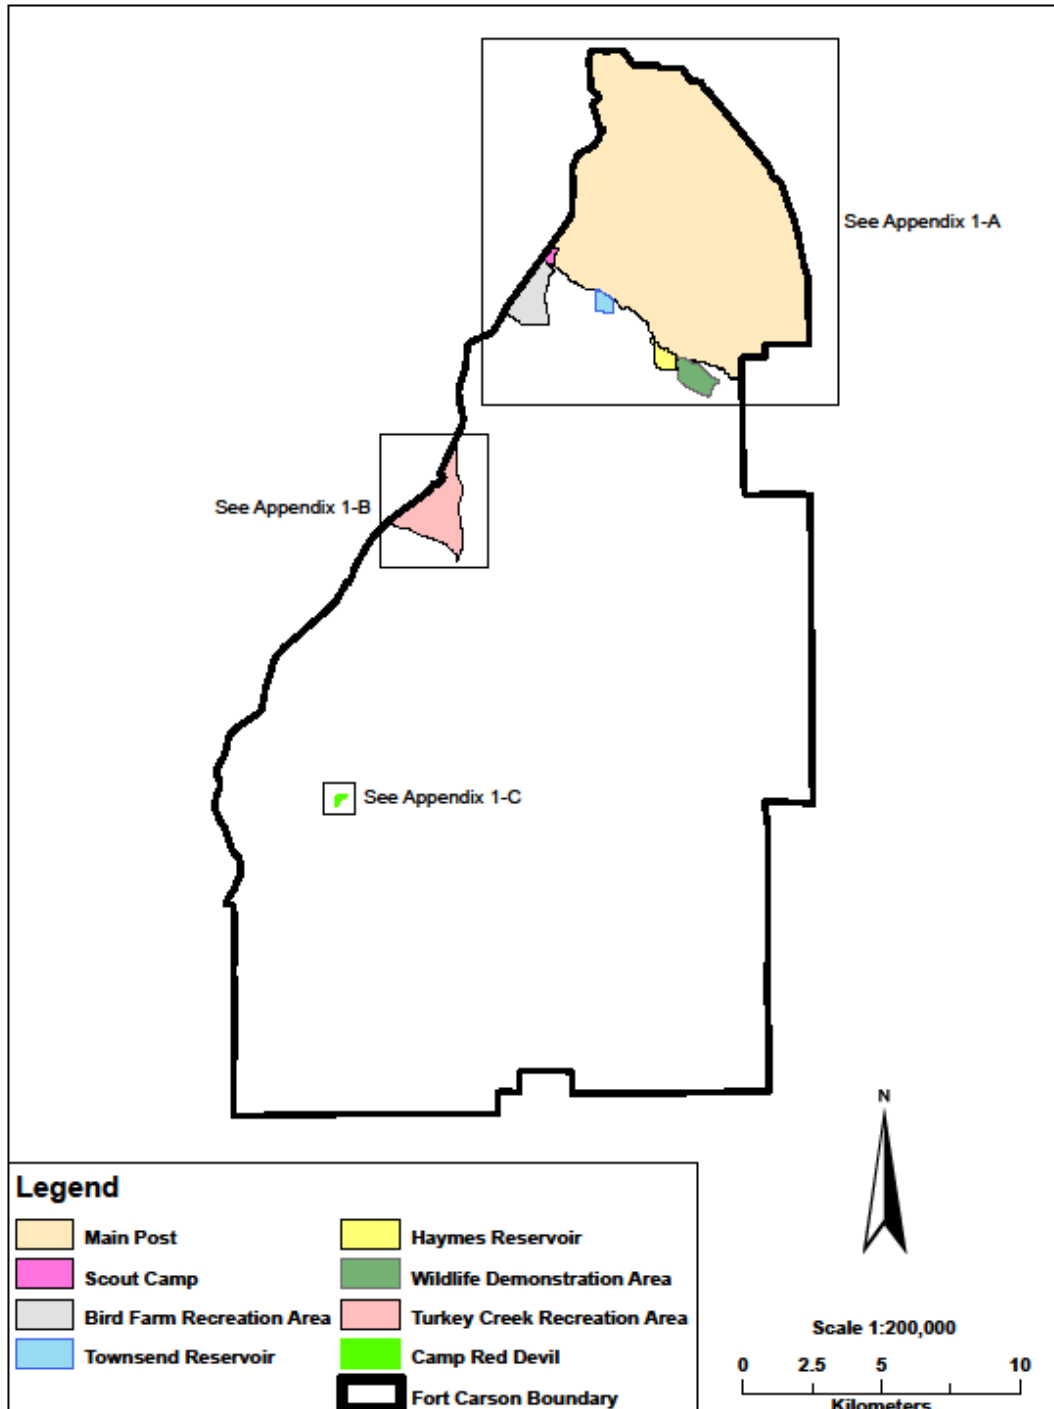 See Appendix 1-A
See Appendix 1-B
See Appendix 1-C
N
Legend
Main Post
Scout Camp
Bird Farm Recreation Area
Townsend Reservoir
Haymes Reservoir
Wildlife Demonstration Area
Turkey Creek Recreation Area
Camp Red Devil
Fort Carson Boundary
Scale 1:200,000
0 2.5 5 10
Kilometers